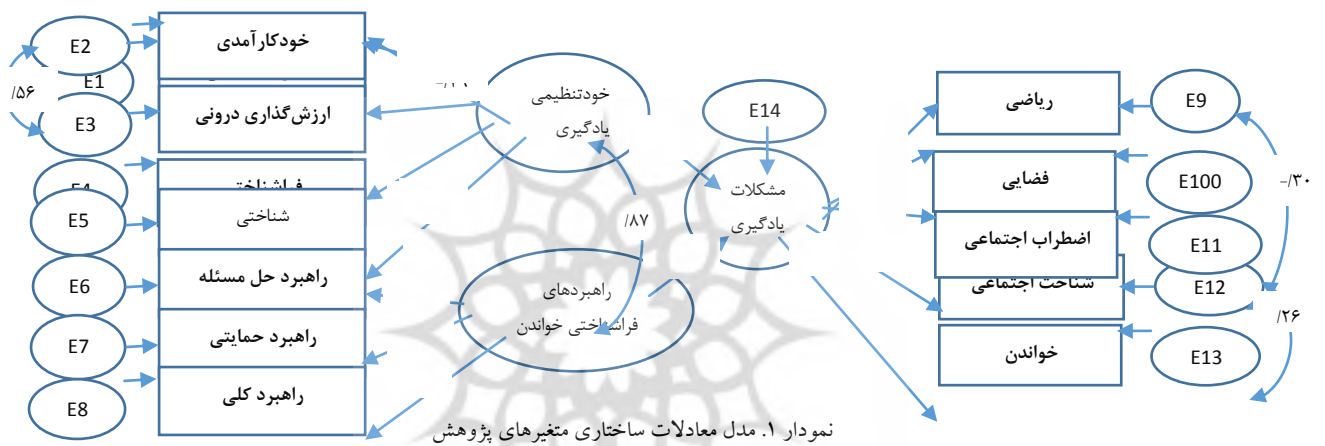 E2
خودکارآمدی
E1
/۵۶
E3
ارزش‌گذاری درونی
خودتنظیمی
یادگیری
E14
ریاضی
E9
فراشناختی
E4
E5
شناختی
مشکلات
یادگیری
فضایی
E100
-/۳۰
/۸۷
اضطراب اجتماعی
E11
E6
راهبرد حل مسئله
راهبردهای
فراشناختی خواندن
شناخت اجتماعی
E12
/۲۶
E7
راهبرد حمایتی
خواندن
E13
E8
راهبرد کلی
نمودار ۱. مدل معادلات ساختاری متغیرهای پژوهش